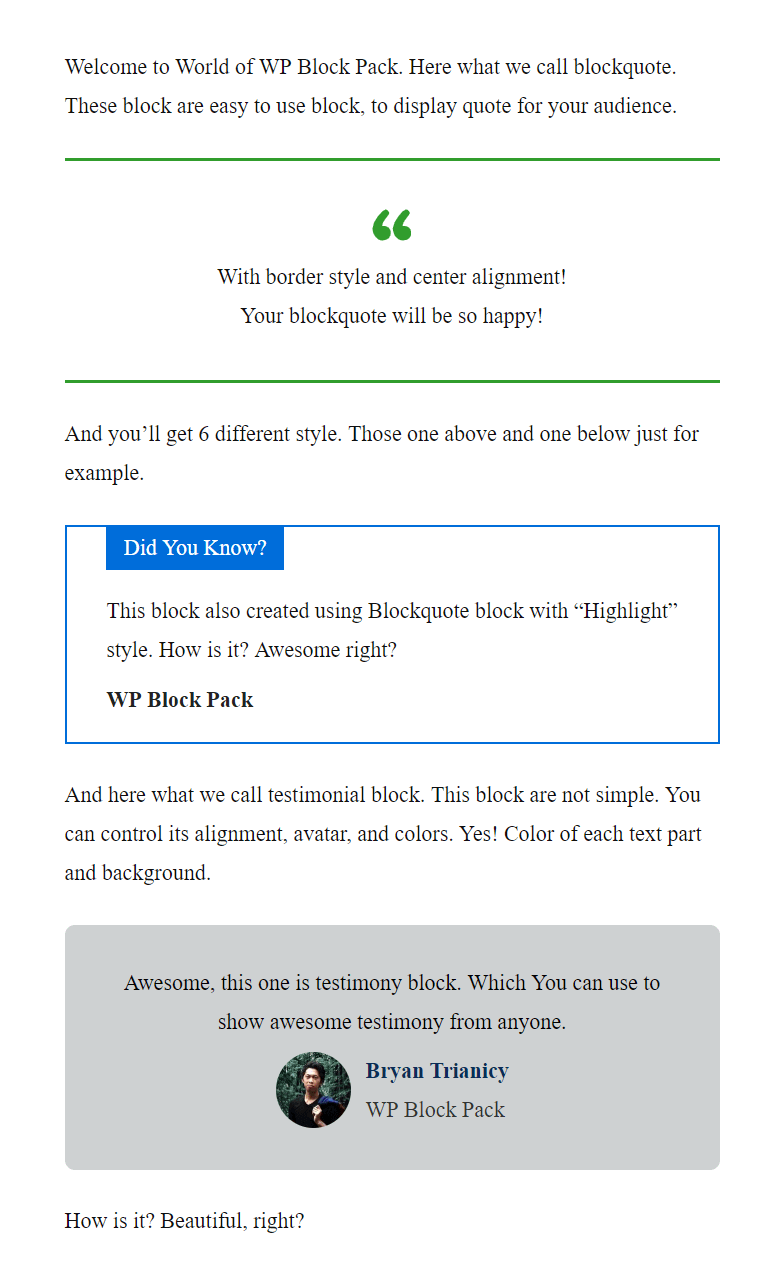 Welcome to World of WP Block Pack. Here what we call blockquote.
These block are easy to use block, to display quote for your audience.
“
With border style and center alignment!
Your blockquote will be so happy!
And you’ll get 6 different style. Those one above and one below just for
example.
Did You Know?
This block also created using Blockquote block with “Highlight”
style. How is it? Awesome right?
WP Block Pack
And here what we call testimonial block. This block are not simple. You
can control its alignment, avatar, and colors. Yes! Color of each text part
and background.
Awesome, this one is testimony block. Which You can use to
show awesome testimony from anyone.
Bryan Trianicy
WP Block Pack
How is it? Beautiful, right?